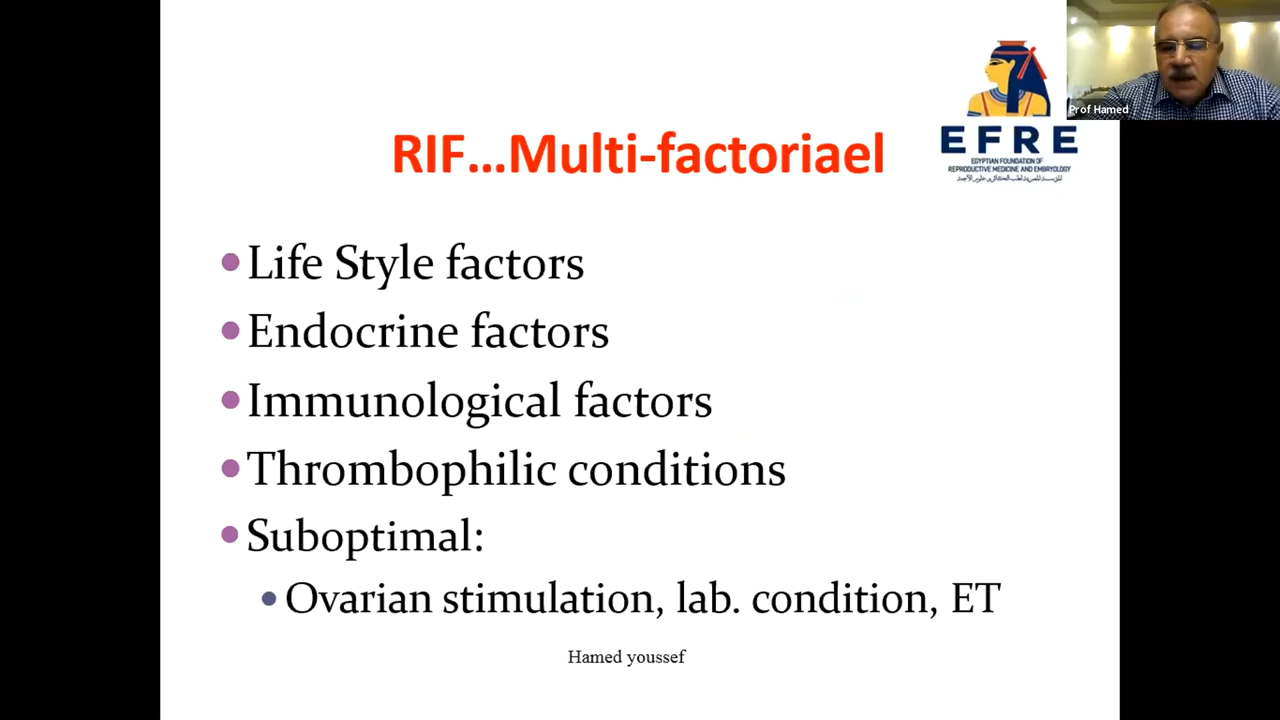 RIF...Multi-factoriael
Prof Hamed
EFRE
EGYPTIAN FOUNDATION OF
REPRODUCTIVE MEDICINE AND EMBRYOLOGY
Life Style factors
Endocrine factors
Immunological factors
Thrombophilic conditions
Suboptimal:
Ovarian stimulation, lab. condition, ET
Hamed youssef